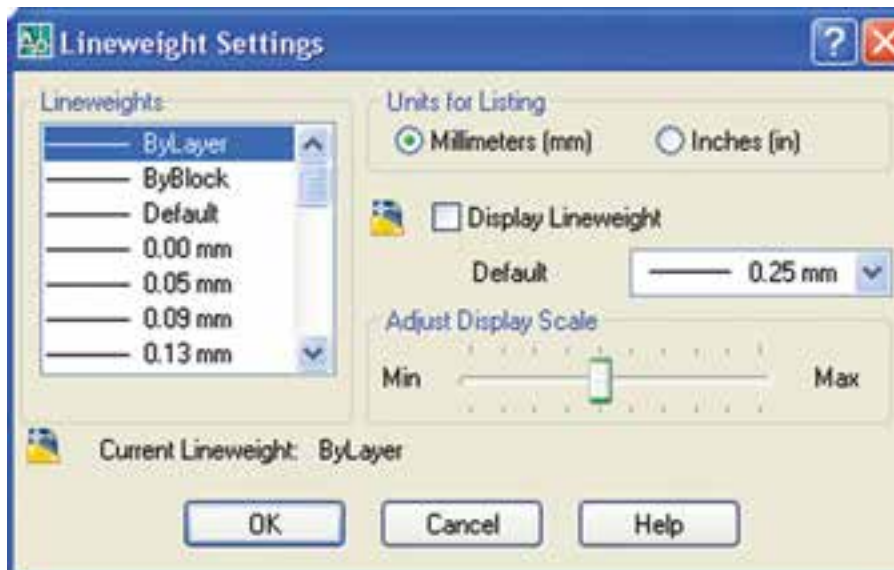 Lineweight Settings
Lineweights
ByLayer
ByBlock
Default
0.00 mm
0.05 mm
0.09 mm
0.13 mm
Units for Listing
Millimeters (mm)
Inches (in)
Display Lineweight
Default
0.25 mm
Adjust Display Scale
Min
Max
Current Lineweight: ByLayer
OK
Cancel
Help